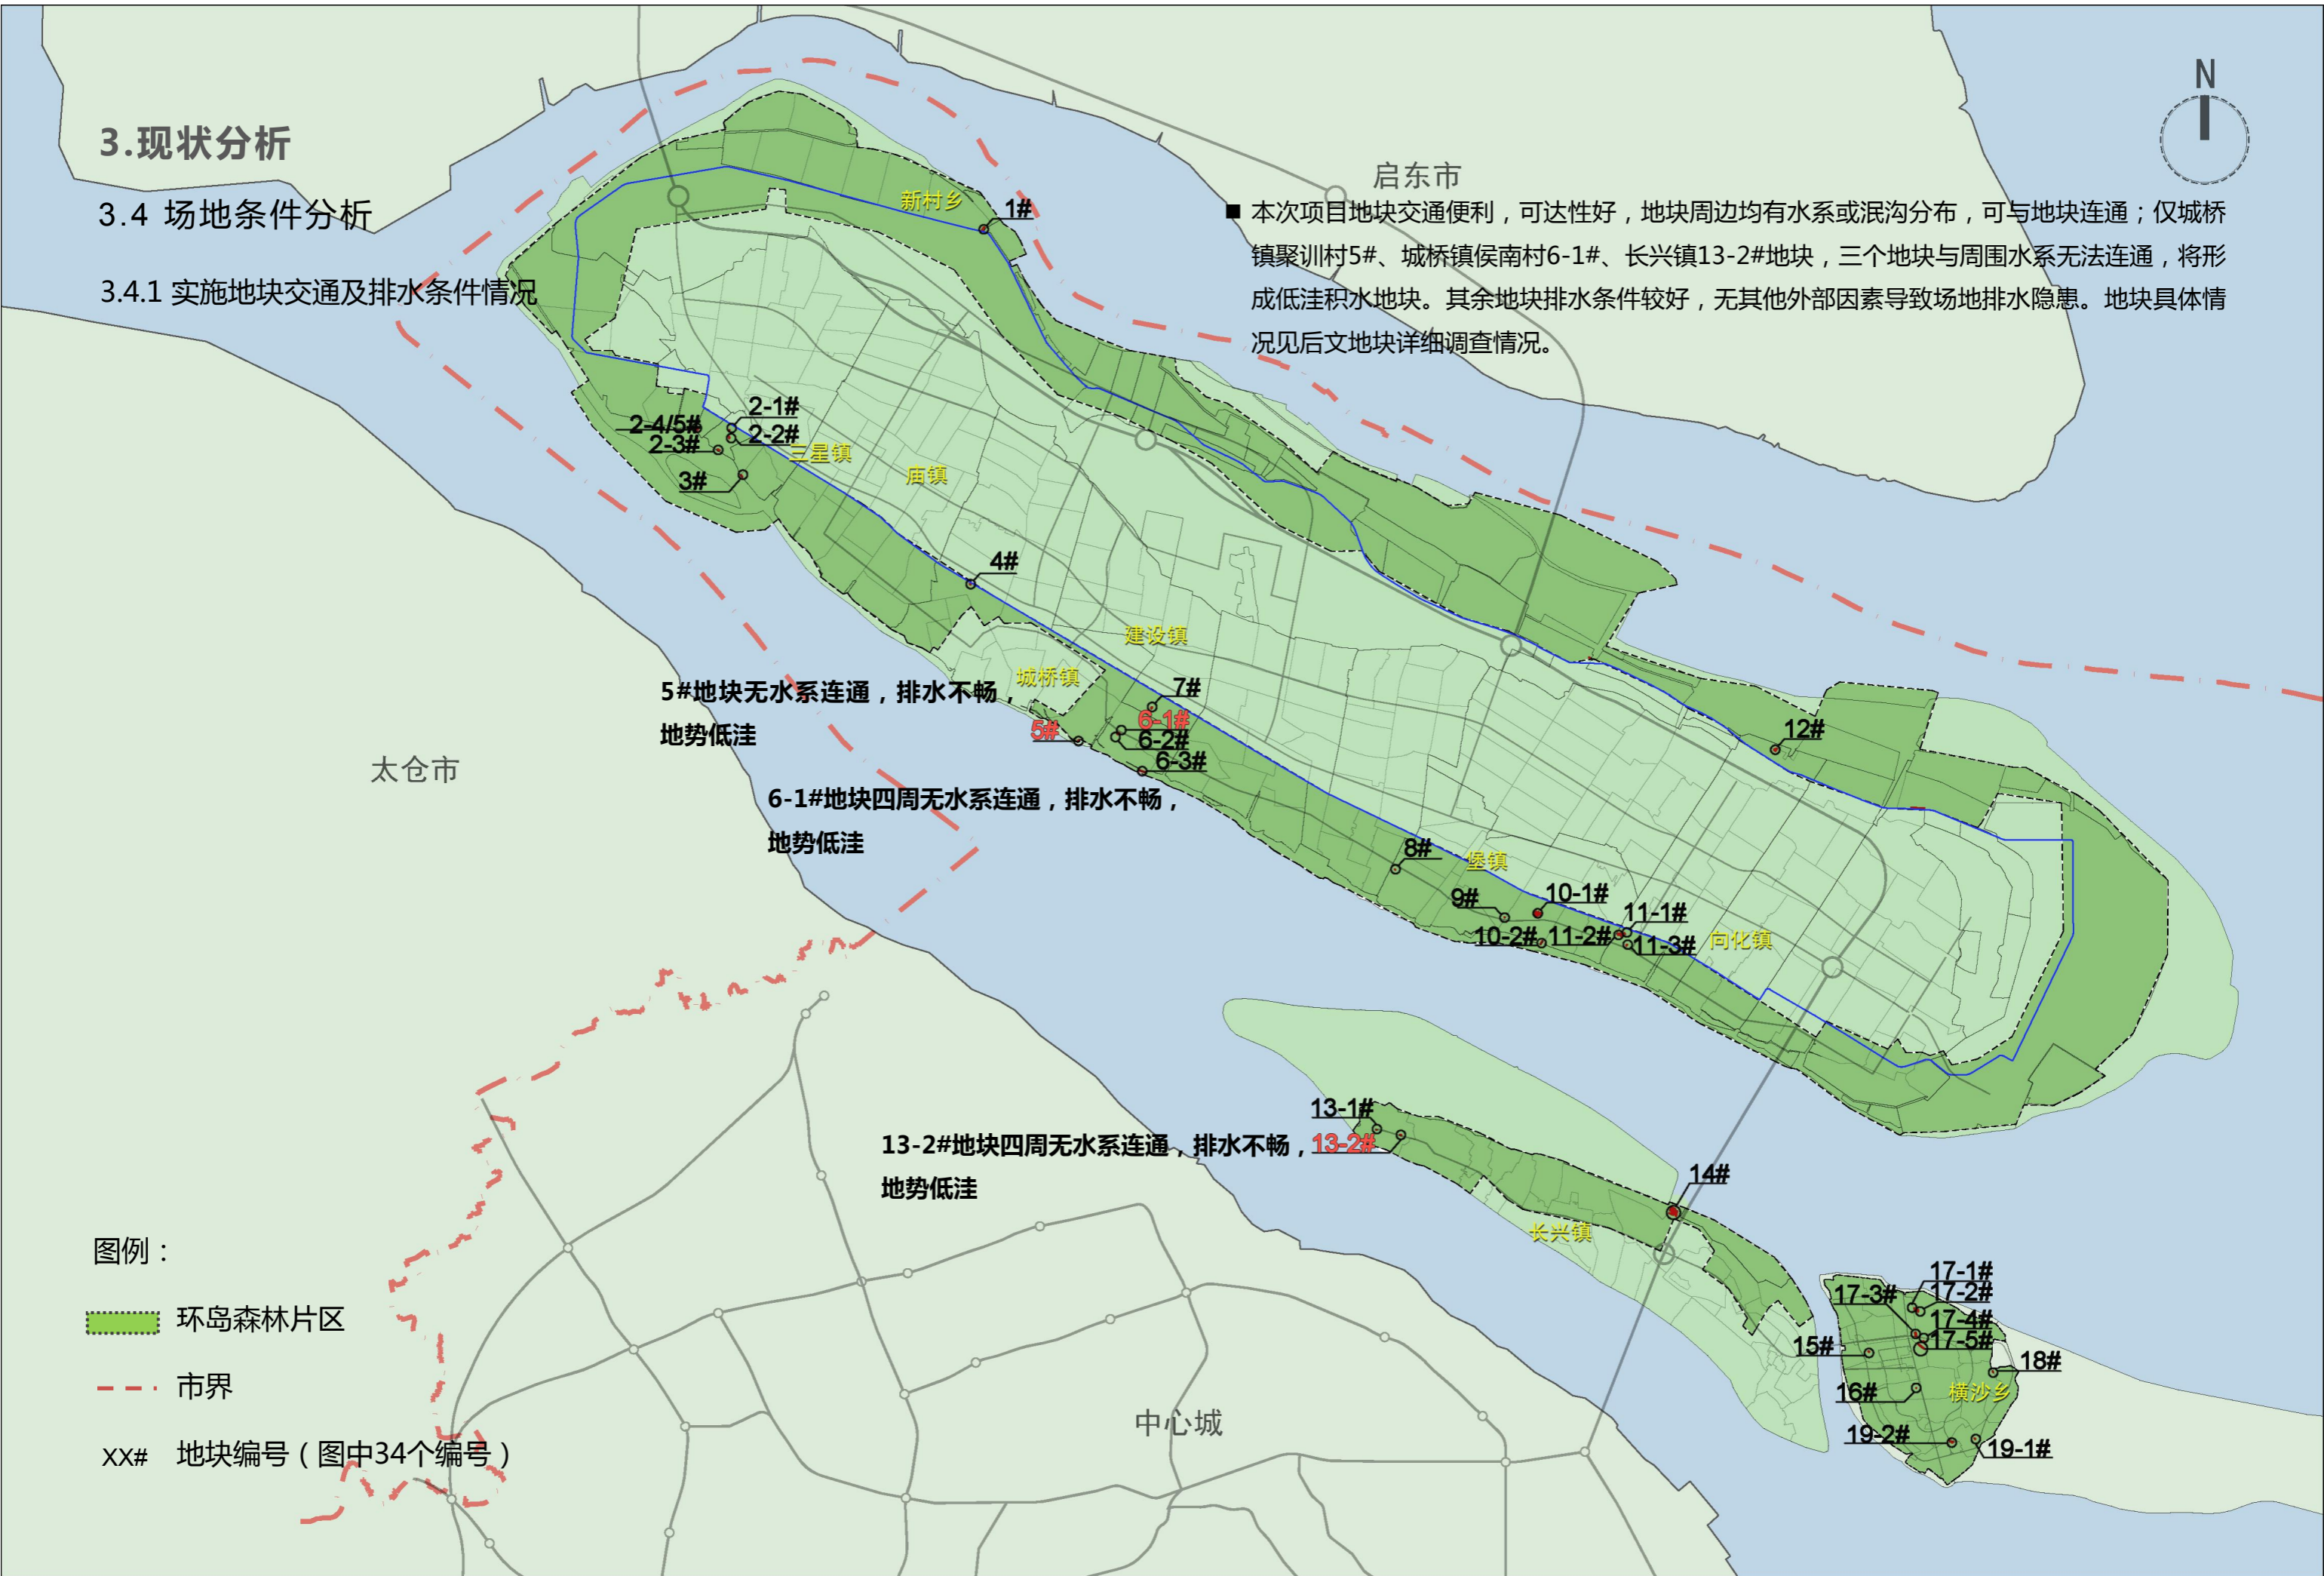 3.现状分析
3.4 场地条件分析
3.4.1 实施地块交通及排水条件情况
N
启东市
■ 本次项目地块交通便利，可达性好，地块周边均有水系或泯沟分布，可与地块连通；仅城桥
镇聚训村5#、城桥镇侯南村6-1#、长兴镇13-2#地块，三个地块与周围水系无法连通，将形
成低洼积水地块。其余地块排水条件较好，无其他外部因素导致场地排水隐患。地块具体情
况见后文地块详细调查情况。
新村乡
1#
2-1#
2-4/5#
2-2#
2-3#
三星镇
庙镇
3#
4#
建设镇
城桥镇
5#地块无水系连通，排水不畅，
地势低洼
7#
6-1#
5#
6-2#
6-3#
12#
太仓市
6-1#地块四周无水系连通，排水不畅，
地势低洼
8#
堡镇
9#
10-1#
11-1#
10-2#
11-2#
11-3#
向化镇
13-1#
13-2#地块四周无水系连通，排水不畅，
地势低洼
13-2#
14#
长兴镇
17-1#
17-3#
17-2#
17-4#
17-5#
15#
18#
16#
横沙乡
19-2#
19-1#
中心城
图例：
环岛森林片区
市界
XX# 地块编号（图中34个编号）